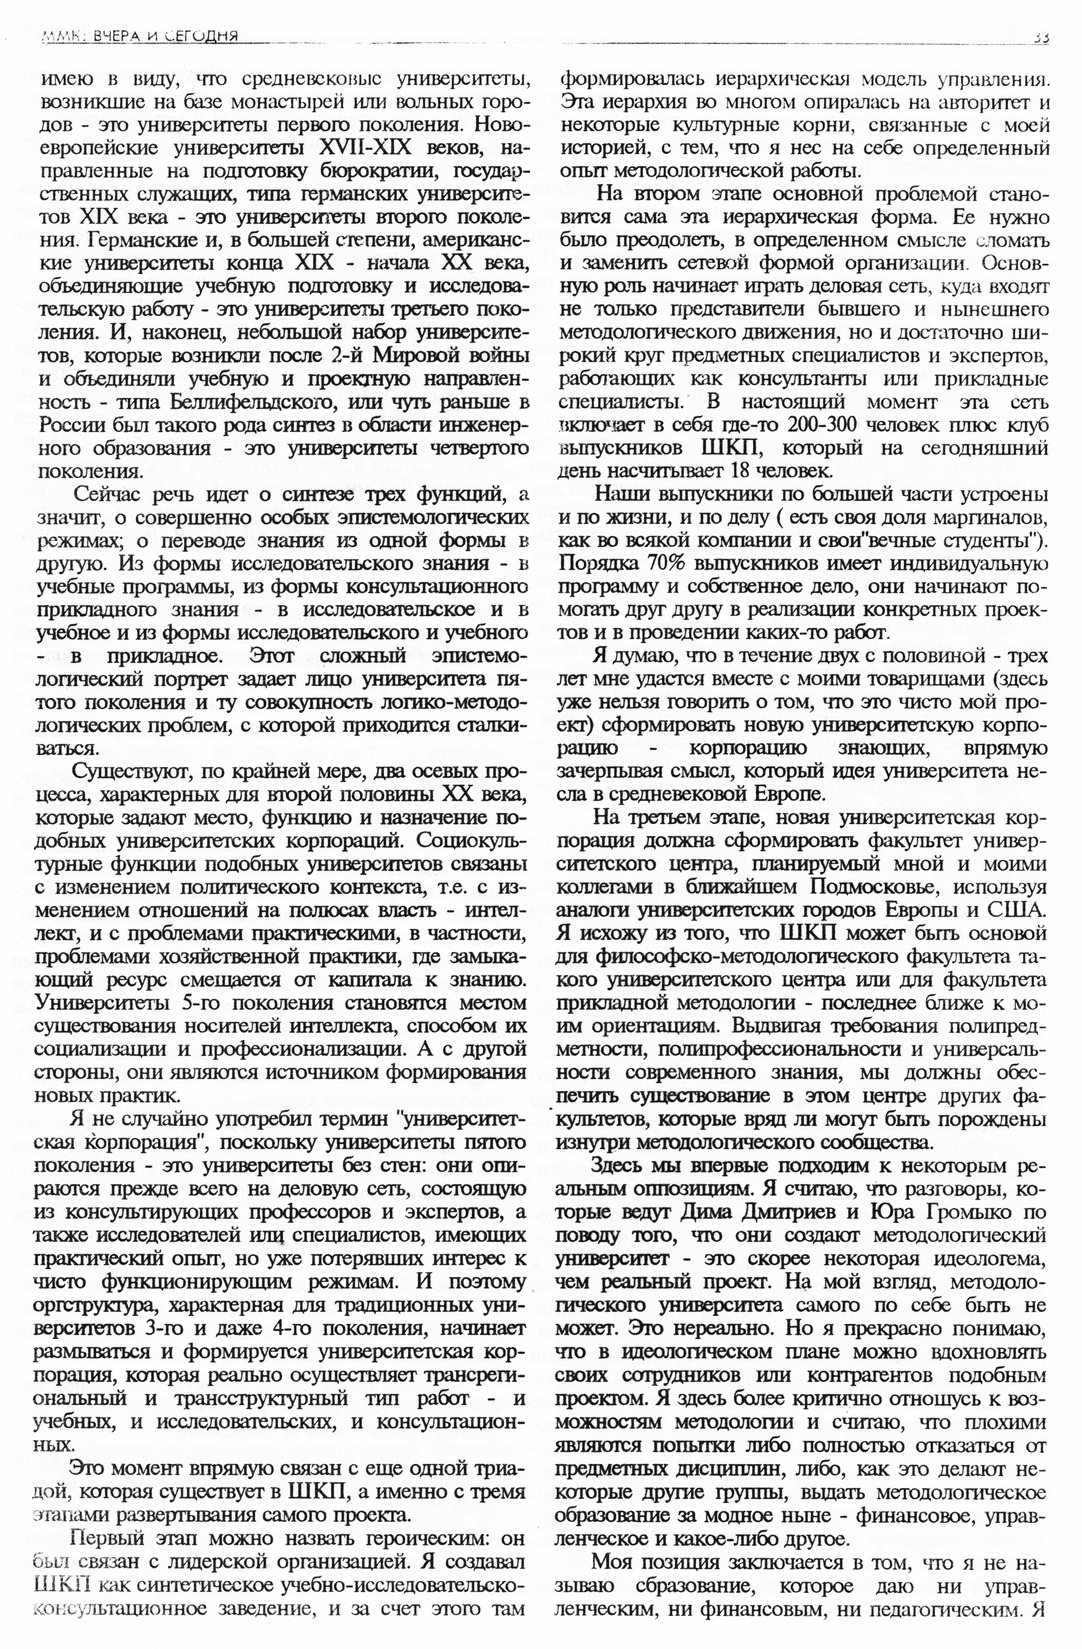 ММК: ВЧЕРА И СЕГОДНЯ
33
имею в виду, что средневековые университеты,
возникшие на базе монастырей или вольных горо-
дов - это университеты первого поколения. Ново-
европейские университеты XVII-XIX веков, на-
правленные на подготовку бюрократии, государ-
ственных служащих, типа германских университе-
тов XIX века - это университеты второго поколе-
ния. Германские и, в большей степени, американс-
кие университеты конца XIX - начала XX века,
объединяющие учебную подготовку и исследова-
тельскую работу - это университеты третьего поко-
ления. И, наконец, небольшой набор университе-
тов, которые возникли после 2-й Мировой войны
и объединяли учебную и проектную направлен-
ность - типа Беллифельдского, или чуть раньше в
России был такого рода синтез в области инженер-
ного образования - это университеты четвертого
поколения.
Сейчас речь идет о синтезе трех функций, а
значит, о совершенно особых эпистемологических
режимах; о переводе знания из одной формы в
другую. Из формы исследовательского знания - в
учебные программы, из формы консультационного
прикладного знания - в исследовательское и в
учебное и из формы исследовательского и учебного
- в прикладное. Этот сложный эпистемо-
логический портрет задает лицо университета пя-
того поколения и ту совокупность логико-методо-
логических проблем, с которой приходится сталки-
ваться.
Существуют, по крайней мере, два осевых про-
цесса, характерных для второй половины XX века,
которые задают место, функцию и назначение по-
добных университетских корпораций. Социокуль-
турные функции подобных университетов связаны
с изменением политического контекста, т.е. с из-
менением отношений на полюсах власть - интел-
лект, и с проблемами практическими, в частности,
проблемами хозяйственной практики, где замыка-
ющий ресурс смещается от капитала к знанию.
Университеты 5-го поколения становятся местом
существования носителей интеллекта, способом их
социализации и профессионализации. А с другой
стороны, они являются источником формирования
новых практик.
Я не случайно употребил термин "университет-
ская корпорация", поскольку университеты пятого
поколения - это университеты без стен: они опи-
раются прежде всего на деловую сеть, состоящую
из консультирующих профессоров и экспертов, а
также исследователей или специалистов, имеющих
практический опыт, но уже потерявших интерес к
чисто функционирующим режимам. И поэтому
оргструктура, характерная для традиционных уни-
верситетов 3-го и даже 4-го поколения, начинает
размываться и формируется университетская кор-
порация, которая реально осуществляет трансреги-
ональный и трансструктурный тип работ - и
учебных, и исследовательских, и консультацион-
ных.
Это момент впрямую связан с еще одной триа-
дой, которая существует в ШКП, а именно с тремя
этапами развертывания самого проекта.
Первый этап можно назвать героическим: он
был связан с лидерской организацией. Я создавал
ШКП как синтетическое учебно-исследовательско-
консультационное заведение, и за счет этого там
формировалась иерархическая модель управления.
Эта иерархия во многом опиралась на авторитет и
некоторые культурные корни, связанные с моей
историей, с тем, что я нес на себе определенный
опыт методологической работы.
На втором этапе основной проблемой стано-
вится сама эта иерархическая форма. Ее нужно
было преодолеть, в определенном смысле сломать
и заменить сетевой формой организации. Основ-
ную роль начинает играть деловая сеть, куда входят
не только представители бывшего и нынешнего
методологического движения, но и достаточно ши-
рокий круг предметных специалистов и экспертов,
работающих как консультанты или прикладные
специалисты. В настоящий момент эта сеть
включает в себя где-то 200-300 человек плюс клуб
выпускников ШКП, который на сегодняшний
день насчитывает 18 человек.
Наши выпускники по большей части устроены
и по жизни, и по делу ( есть своя доля маргиналов,
как во всякой компании и свои"вечные студенты").
Порядка 70% выпускников имеет индивидуальную
программу и собственное дело, они начинают по-
могать друг другу в реализации конкретных проек-
тов и в проведении каких-то работ.
Я думаю, что в течение двух с половиной - трех
лет мне удастся вместе с моими товарищами (здесь
уже нельзя говорить о том, что это чисто мой про-
ект) сформировать новую университетскую корпо-
рацию - корпорацию знающих, впрямую
зачерпывая смысл, который идея университета не-
сла в средневековой Европе.
На третьем этапе, новая университетская кор-
порация должна сформировать факультет универ-
ситетского центра, планируемый мной и моими
коллегами в ближайшем Подмосковье, используя
аналоги университетских городов Европы и США.
Я исхожу из того, что ШКП может быть основой
для философско-методологического факультета та-
кого университетского центра или для факультета
прикладной методологии - последнее ближе к мо-
им ориентациям. Выдвигая требования полипред-
метности, полипрофессиональности и универсаль-
ности современного знания, мы должны обес-
печить существование в этом центре других фа-
культетов, которые вряд ли могут быть порождены
изнутри методологического сообщества.
Здесь мы впервые подходим к некоторым ре-
альным оппозициям. Я считаю, что разговоры, ко-
торые ведут Дима Дмитриев и Юра Громыко по
поводу того, что они создают методологический
университет - это скорее некоторая идеологема,
чем реальный проект. На мой взгляд, методоло-
гического университета самого по себе быть не
может. Это нереально. Но я прекрасно понимаю,
что в идеологическом плане можно вдохновлять
своих сотрудников или контрагентов подобным
проектом. Я здесь более критично отношусь к воз-
можностям методологии и считаю, что плохими
являются попытки либо полностью отказаться от
предметных дисциплин, либо, как это делают не-
которые другие группы, выдать методологическое
образование за модное ныне - финансовое, управ-
ленческое и какое-либо другое.
Моя позиция заключается в том, что я не на-
зываю образование, которое даю ни управ-
ленческим, ни финансовым, ни педагогическим. Я